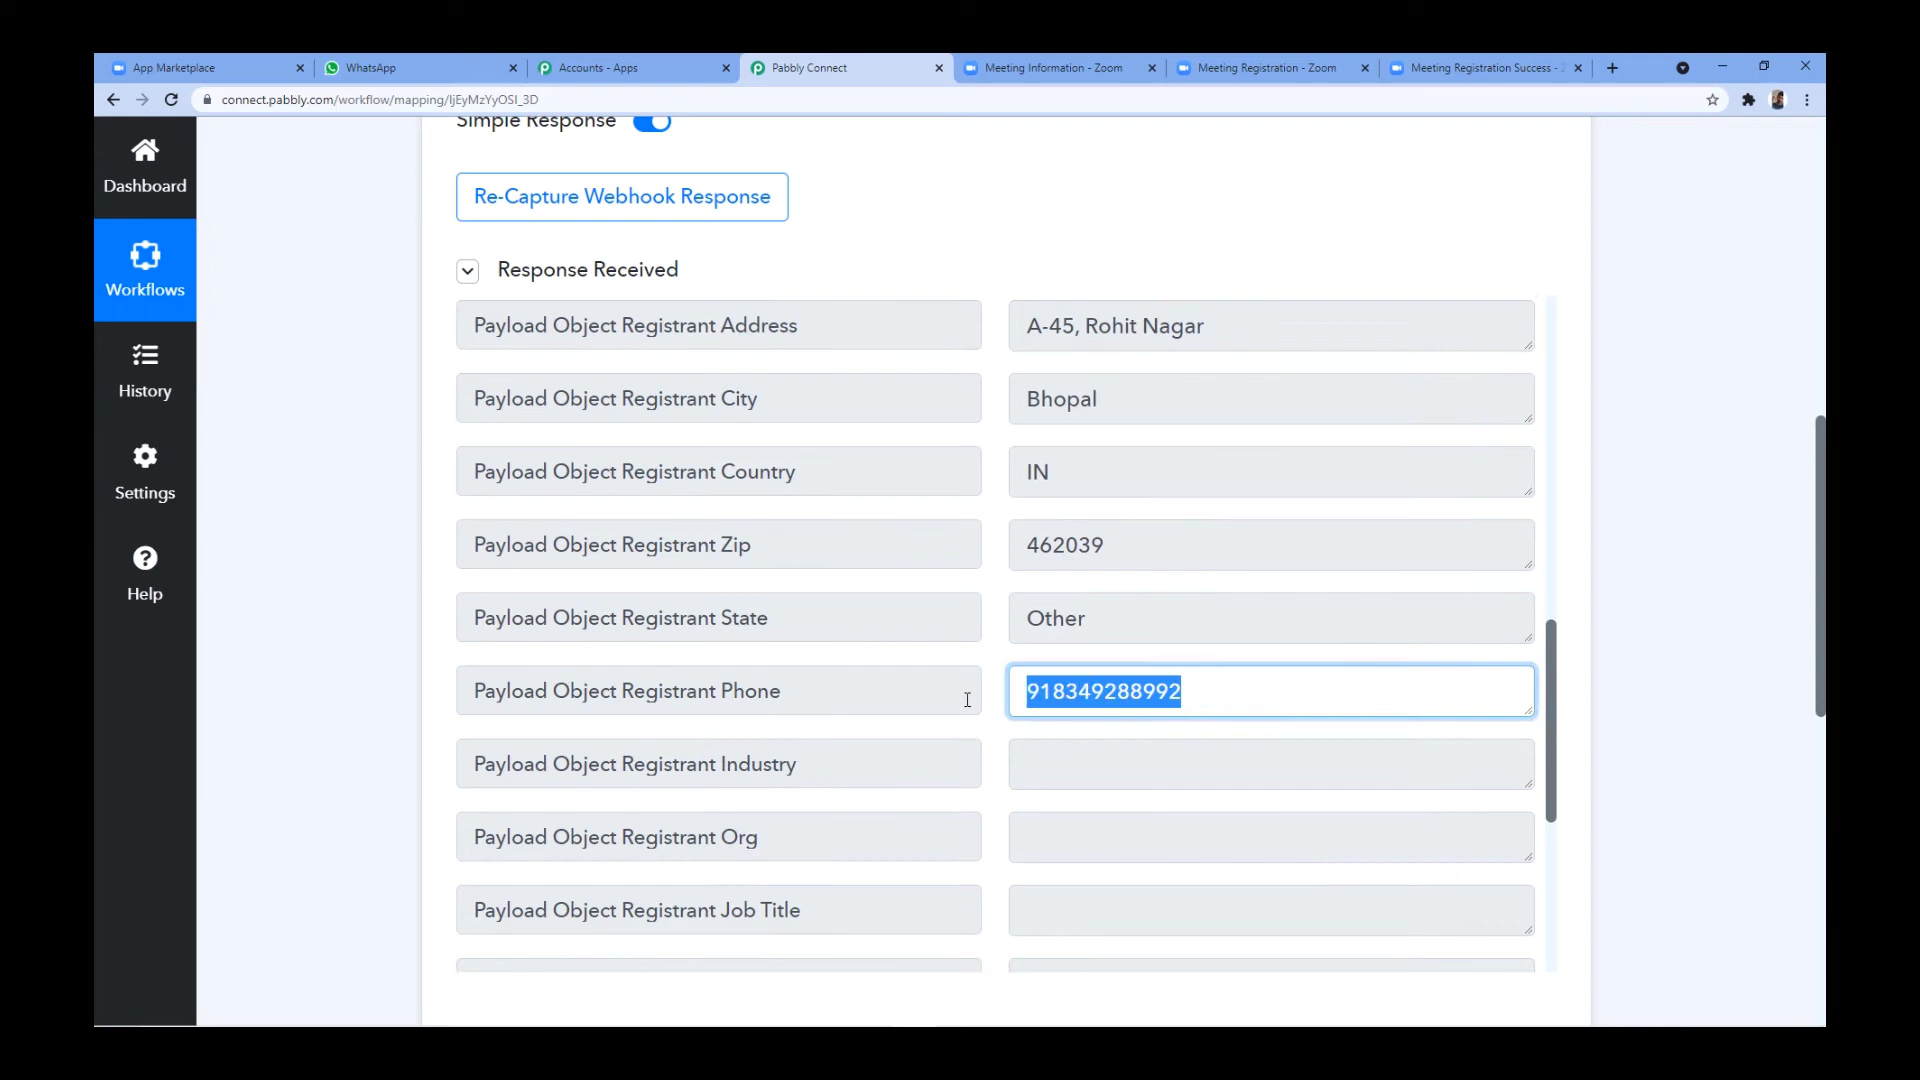 App Marketplace
WhatsApp
Accounts - Apps
Pabbly Connect
Meeting Information - Zoom
Meeting Registration - Zoom
Meeting Registration Success -
connect.pabbly.com/workflow/mapping/IjEyMzYyOSI_3D
Simple Response
Dashboard
Re-Capture Webhook Response
Workflows
Response Received
History
Payload Object Registrant Address
A-45, Rohit Nagar
Payload Object Registrant City
Bhopal
Payload Object Registrant Country
IN
Settings
Payload Object Registrant Zip
462039
Help
Payload Object Registrant State
Other
Payload Object Registrant Phone
918349288992
Payload Object Registrant Industry
Payload Object Registrant Org
Payload Object Registrant Job Title